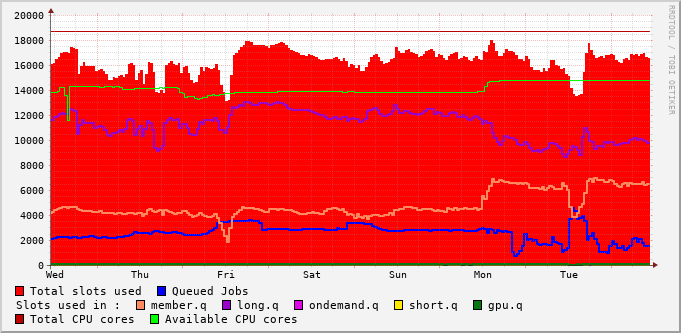 RRDTOOL / TOBI OETIKER
20000
18000
16000
14000
12000
10000
8000
6000
4000
2000
0
Wed Thu Fri Sat Sun Mon Tue
Total slots used Queued Jobs
Slots used in : member.q long.q ondemand.q short.q gpu.q
Total CPU cores Available CPU cores